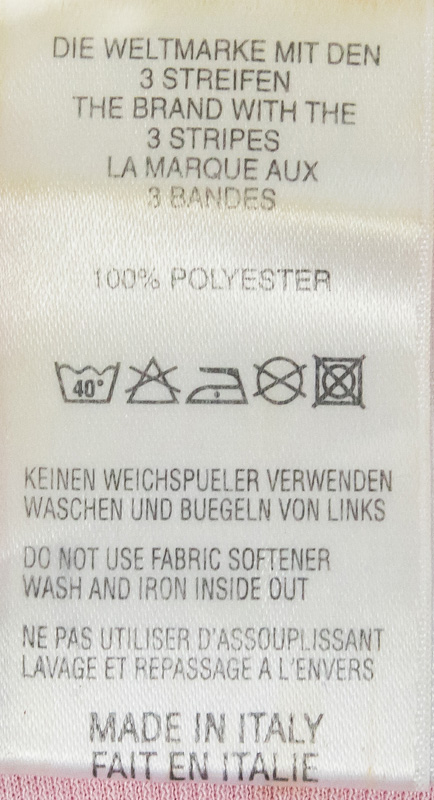 DIE WELTMARKE MIT DEN
3 STREIFEN
THE BRAND WITH THE
3 STRIPES
LA MARQUE AUX
3 BANDES
100% POLYESTER
40°
KEINEN WEICHSPUELER VERWENDEN
WASCHEN UND BUEGELN VON LINKS
DO NOT USE FABRIC SOFTENER
WASH AND IRON INSIDE OUT
NE PAS UTILISER D'ASSOUPLISSANT
LAVAGE ET REPASSAGE A L'ENVERS
MADE IN ITALY
FAIT EN ITALIE